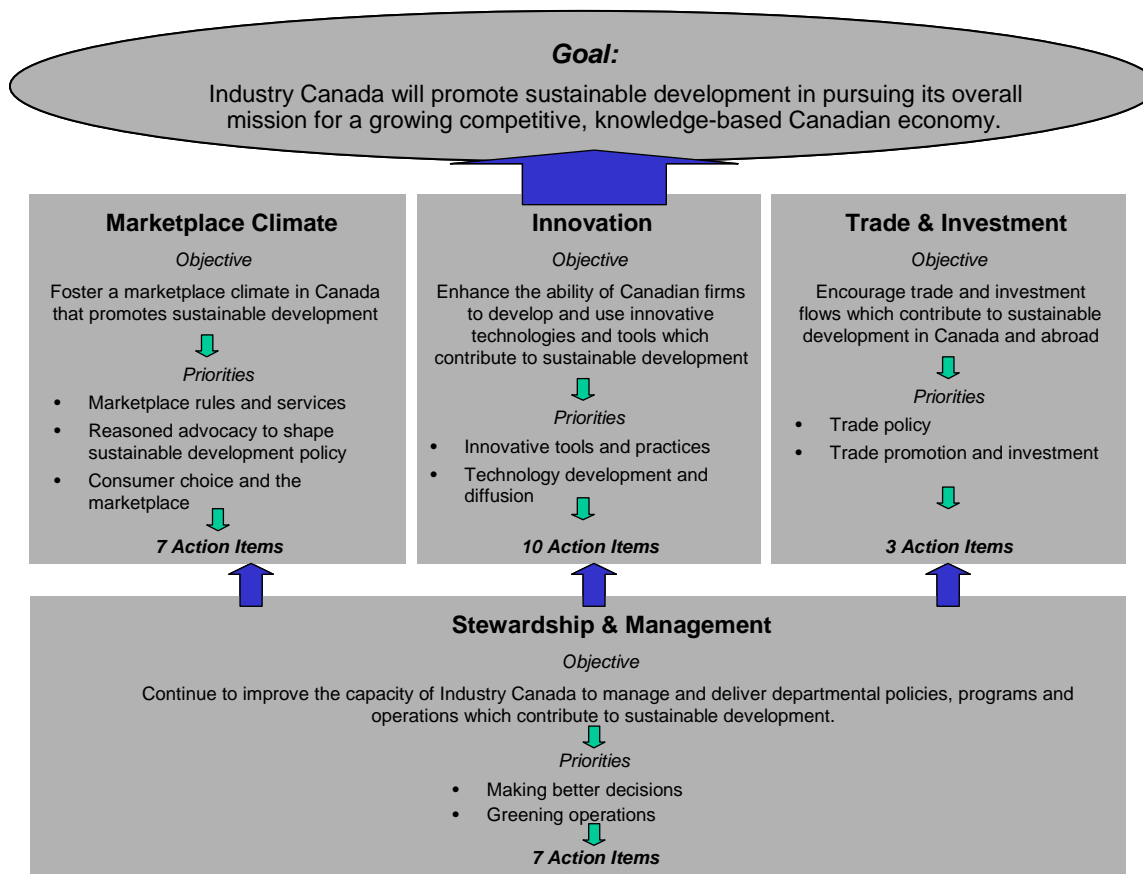 Goal:
Industry Canada will promote sustainable development in pursuing its overall
mission for a growing competitive, knowledge-based Canadian economy.
Marketplace Climate
Objective
Foster a marketplace climate in Canada
that promotes sustainable development
Priorities
• Marketplace rules and services
• Reasoned advocacy to shape
sustainable development policy
• Consumer choice and the
marketplace
7 Action Items
Innovation
Objective
Enhance the ability of Canadian firms
to develop and use innovative
technologies and tools which
contribute to sustainable development
Priorities
• Innovative tools and practices
• Technology development and
diffusion
10 Action Items
Trade & Investment
Objective
Encourage trade and investment
flows which contribute to sustainable
development in Canada and abroad
Priorities
• Trade policy
• Trade promotion and investment
3 Action Items
Stewardship & Management
Objective
Continue to improve the capacity of Industry Canada to manage and deliver departmental policies, programs and
operations which contribute to sustainable development.
Priorities
• Making better decisions
• Greening operations
7 Action Items